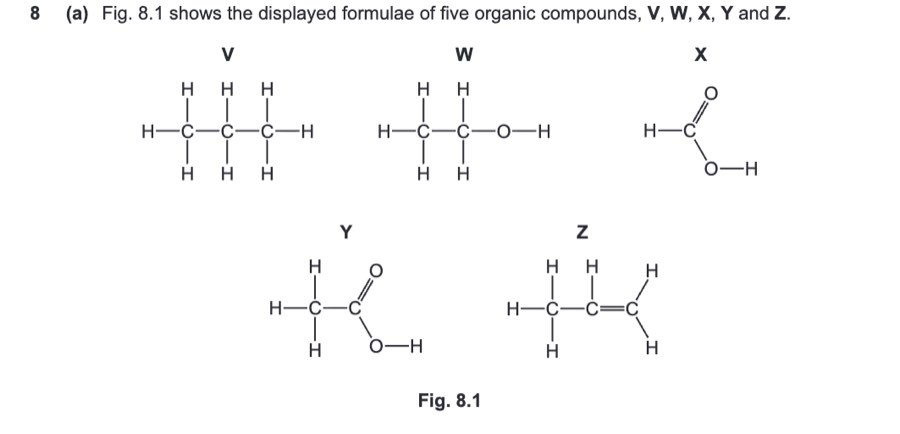 8 (a) Fig. 8.1 shows the displayed formulae of five organic compounds, V, W, X, Y and Z.
V W X
H H H H H O
H—C—C—C—H H—C—C—O—H H—C
H H H H H O—H
Y Z
H O H H H
H—C—C H—C—C=C
H O—H H H
Fig. 8.1